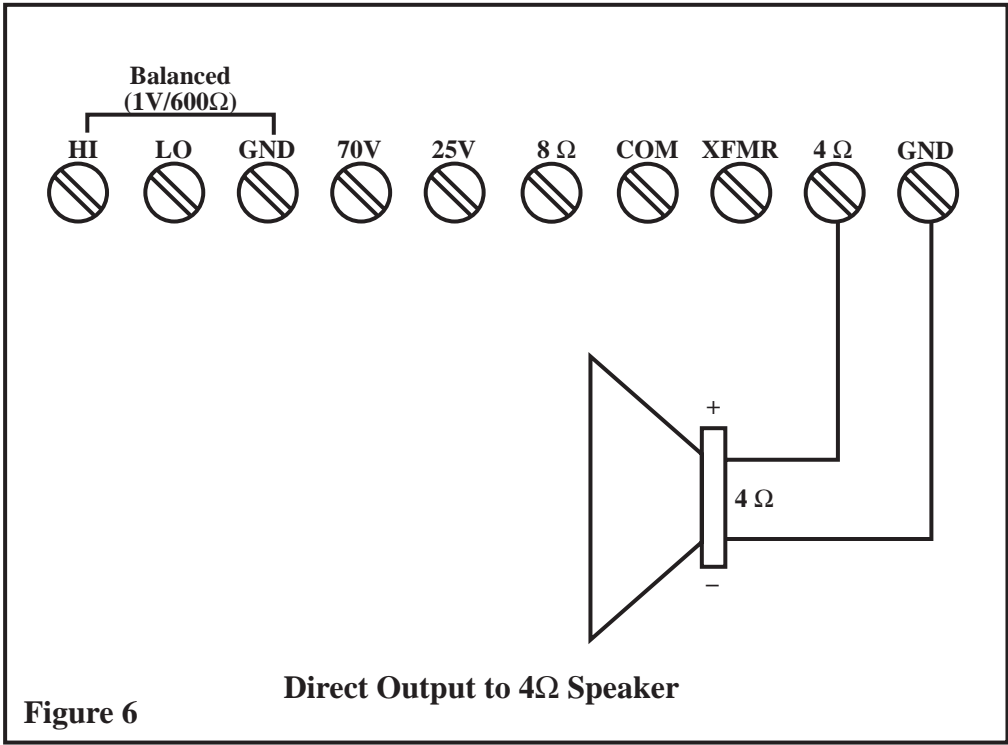 Balanced
(1V/600Ω)
HI LO GND 70V 25V 8 Ω COM XFMR 4 Ω GND
+
4 Ω
–
Direct Output to 4Ω Speaker
Figure 6